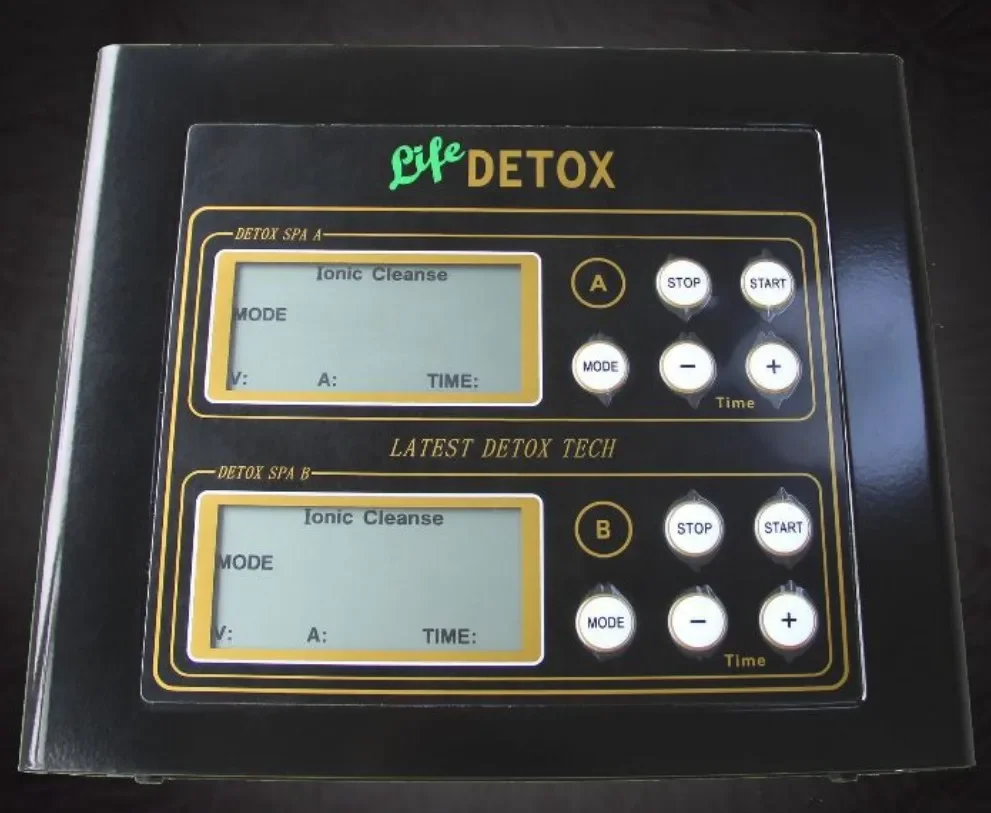 Life DETOX
DETOX SPA A
Ionic Cleanse
MODE
V: A: TIME:
A STOP START
MODE − +
Time
LATEST DETOX TECH
DETOX SPA B
Ionic Cleanse
MODE
V: A: TIME:
B STOP START
MODE − +
Time